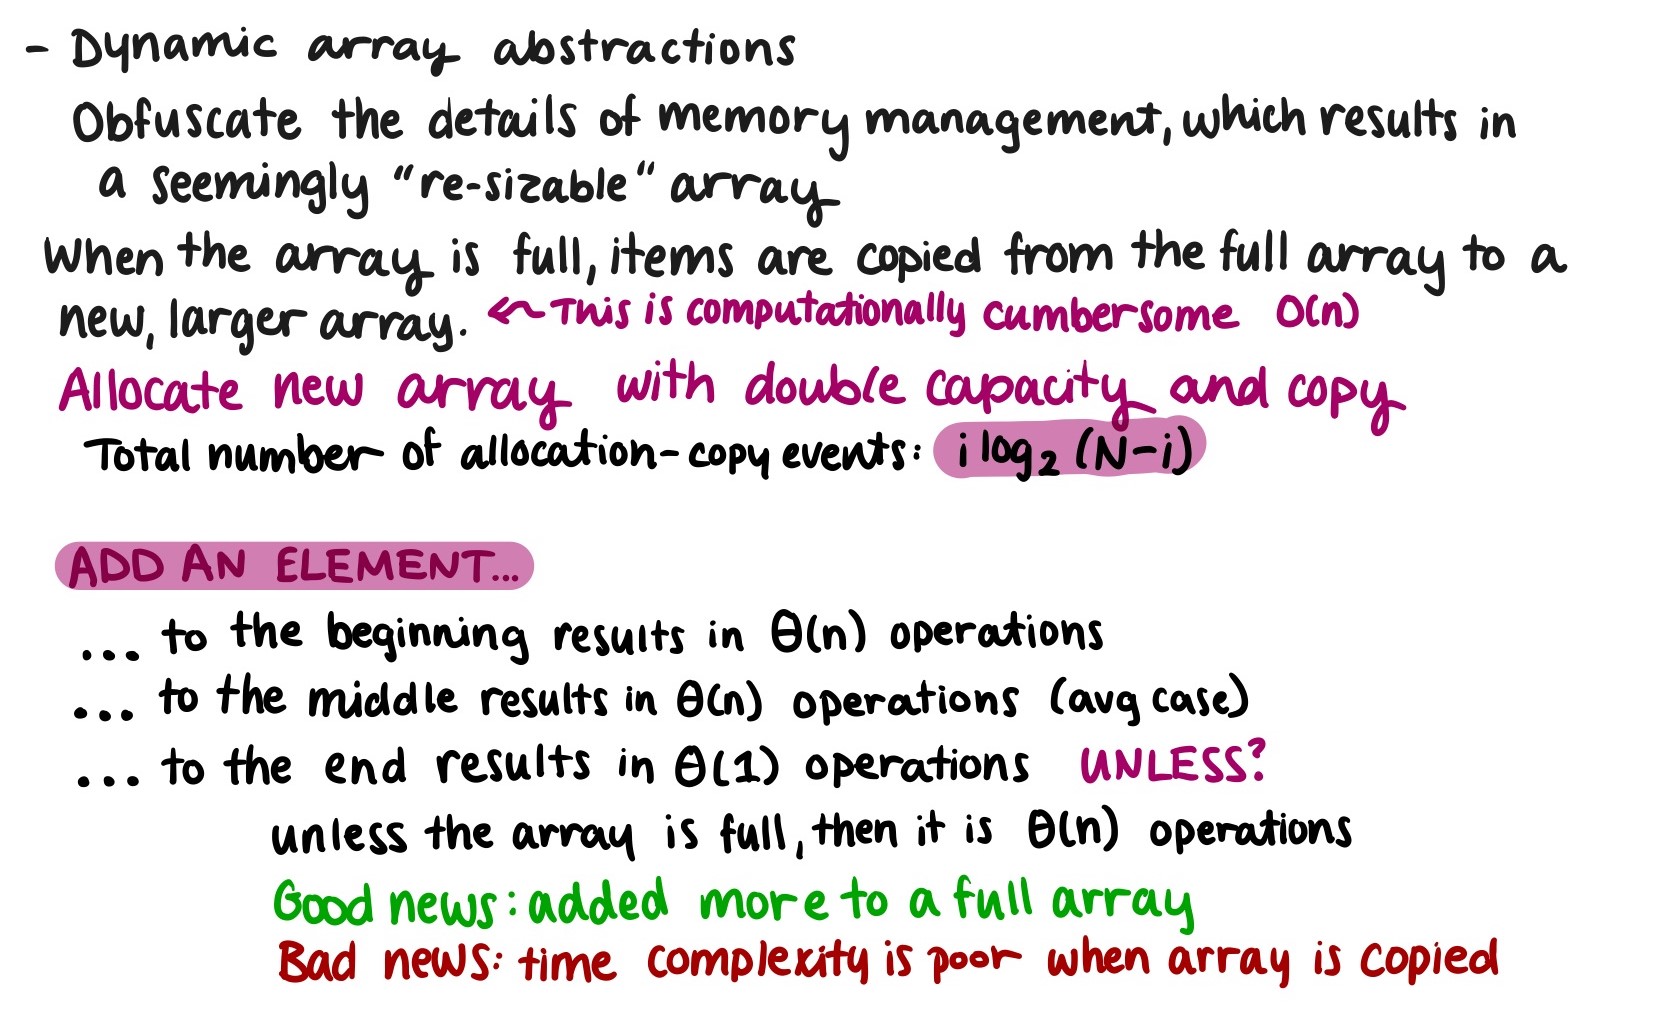 - Dynamic array abstractions
Obfuscate the details of memory management, which results in
a seemingly "re-sizable" array
When the array is full, items are copied from the full array to a
new, larger array. ← This is computationally cumbersome O(n)
Allocate new array with double capacity and copy
Total number of allocation-copy events: i log₂ (N-i)
ADD AN ELEMENT...
... to the beginning results in θ(n) operations
... to the middle results in θ(n) operations (avg case)
... to the end results in θ(1) operations UNLESS?
unless the array is full, then it is θ(n) operations
Good news: added more to a full array
Bad news: time complexity is poor when array is copied